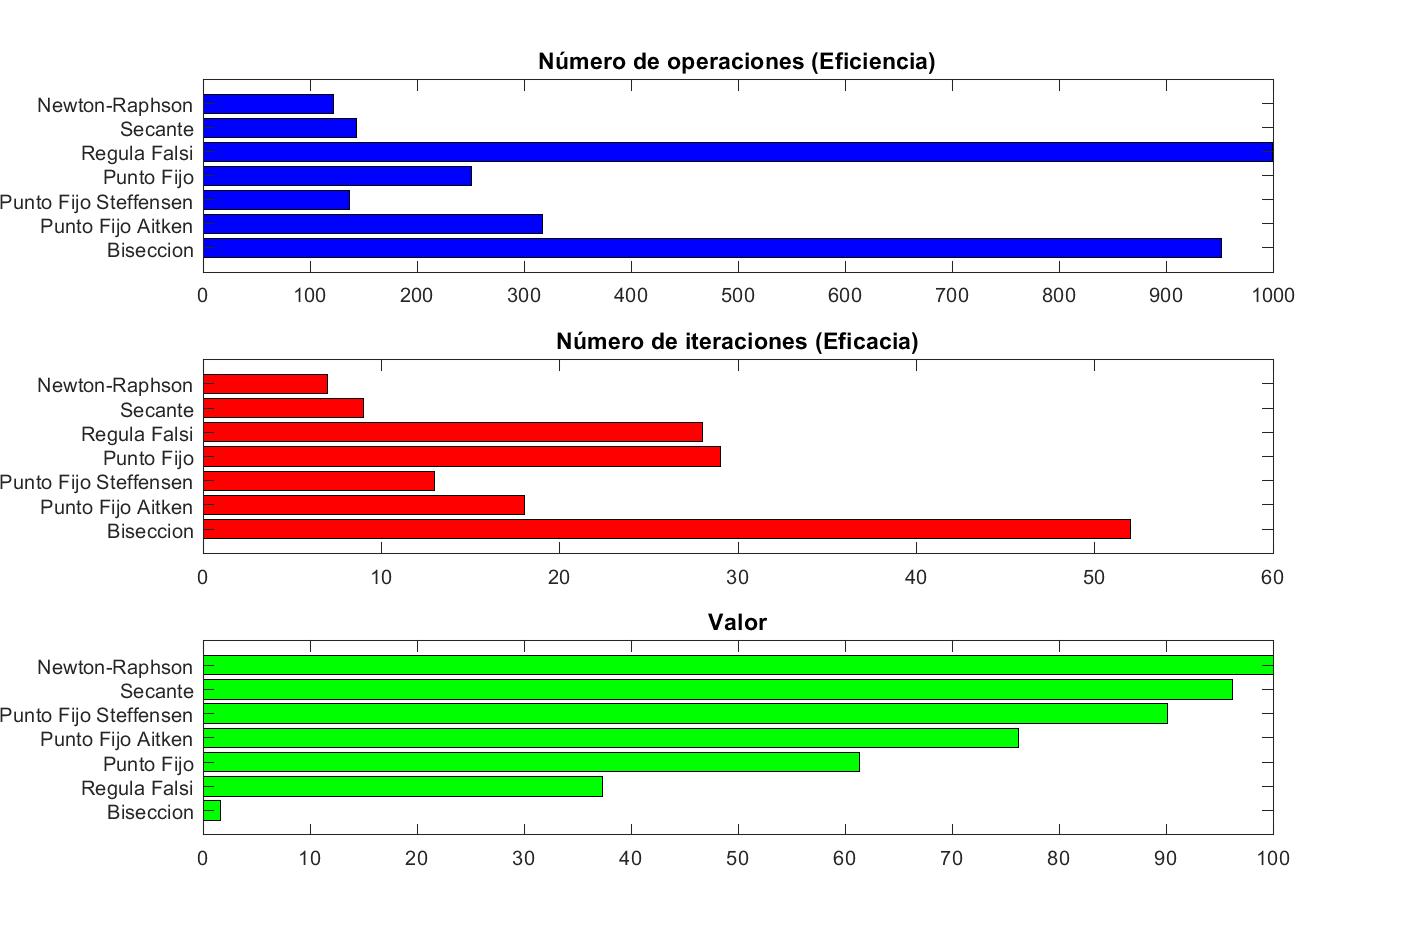 Número de operaciones (Eficiencia)
Newton-Raphson
Secante
Regula Falsi
Punto Fijo
Punto Fijo Steffensen
Punto Fijo Aitken
Biseccion
0 100 200 300 400 500 600 700 800 900 1000
Número de iteraciones (Eficacia)
Newton-Raphson
Secante
Regula Falsi
Punto Fijo
Punto Fijo Steffensen
Punto Fijo Aitken
Biseccion
0 10 20 30 40 50 60
Valor
Newton-Raphson
Secante
Punto Fijo Steffensen
Punto Fijo Aitken
Punto Fijo
Regula Falsi
Biseccion
0 10 20 30 40 50 60 70 80 90 100